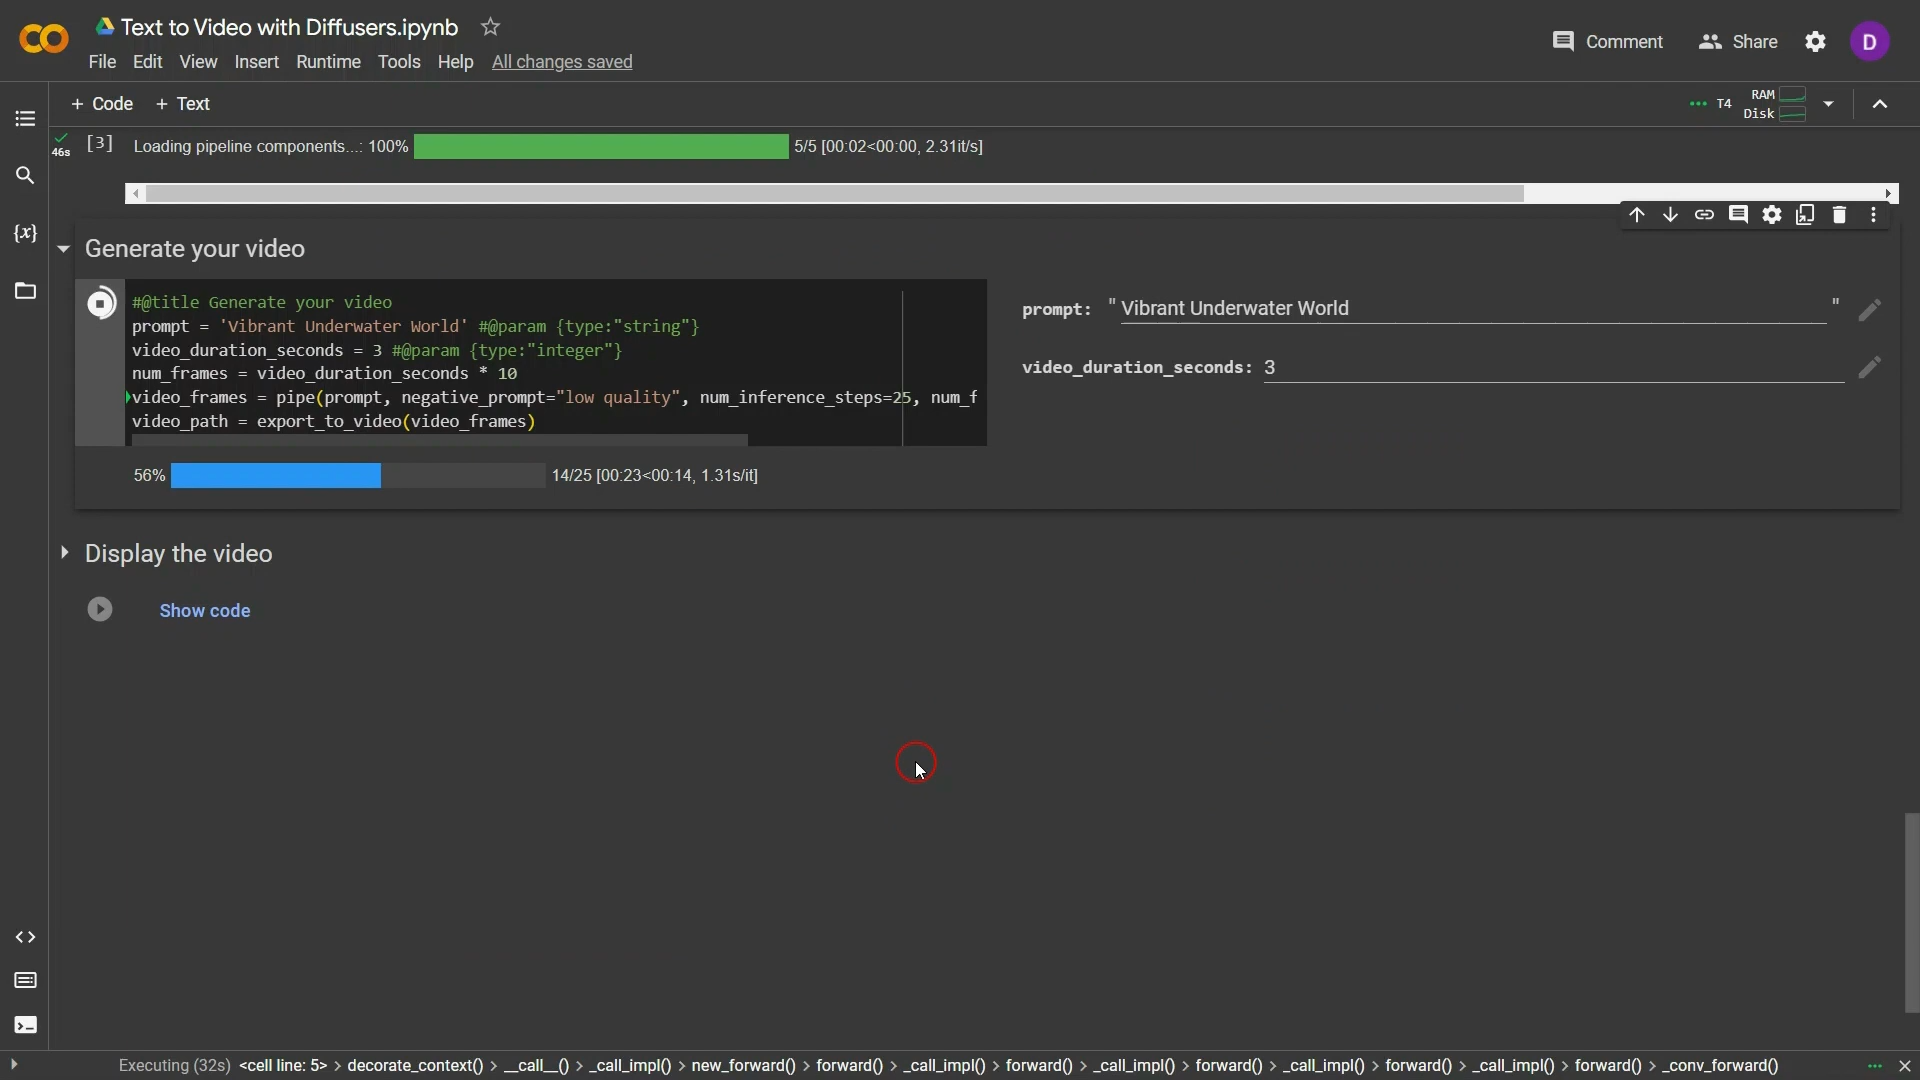 Text to Video with Diffusers.ipynb
File Edit View Insert Runtime Tools Help All changes saved
Comment Share D
+ Code + Text
T4 RAM
Disk
46s [3] Loading pipeline components...: 100% 5/5 [00:02<00:00, 2.31it/s]
{x}
Generate your video
#@title Generate your video
prompt = 'Vibrant Underwater World' #@param {type:"string"}
video_duration_seconds = 3 #@param {type:"integer"}
num_frames = video_duration_seconds * 10
video_frames = pipe(prompt, negative_prompt="low quality", num_inference_steps=25, num_f
video_path = export_to_video(video_frames)
prompt: "Vibrant Underwater World"
video_duration_seconds: 3
56% 14/25 [00:23<00:14, 1.31s/it]
Display the video
Show code
Executing (32s) <cell line: 5> > decorate_context() > __call__() > _call_impl() > new_forward() > forward() > _call_impl() > forward() > _call_impl() > forward() > _call_impl() > forward() > _call_impl() > forward() > _conv_forward()